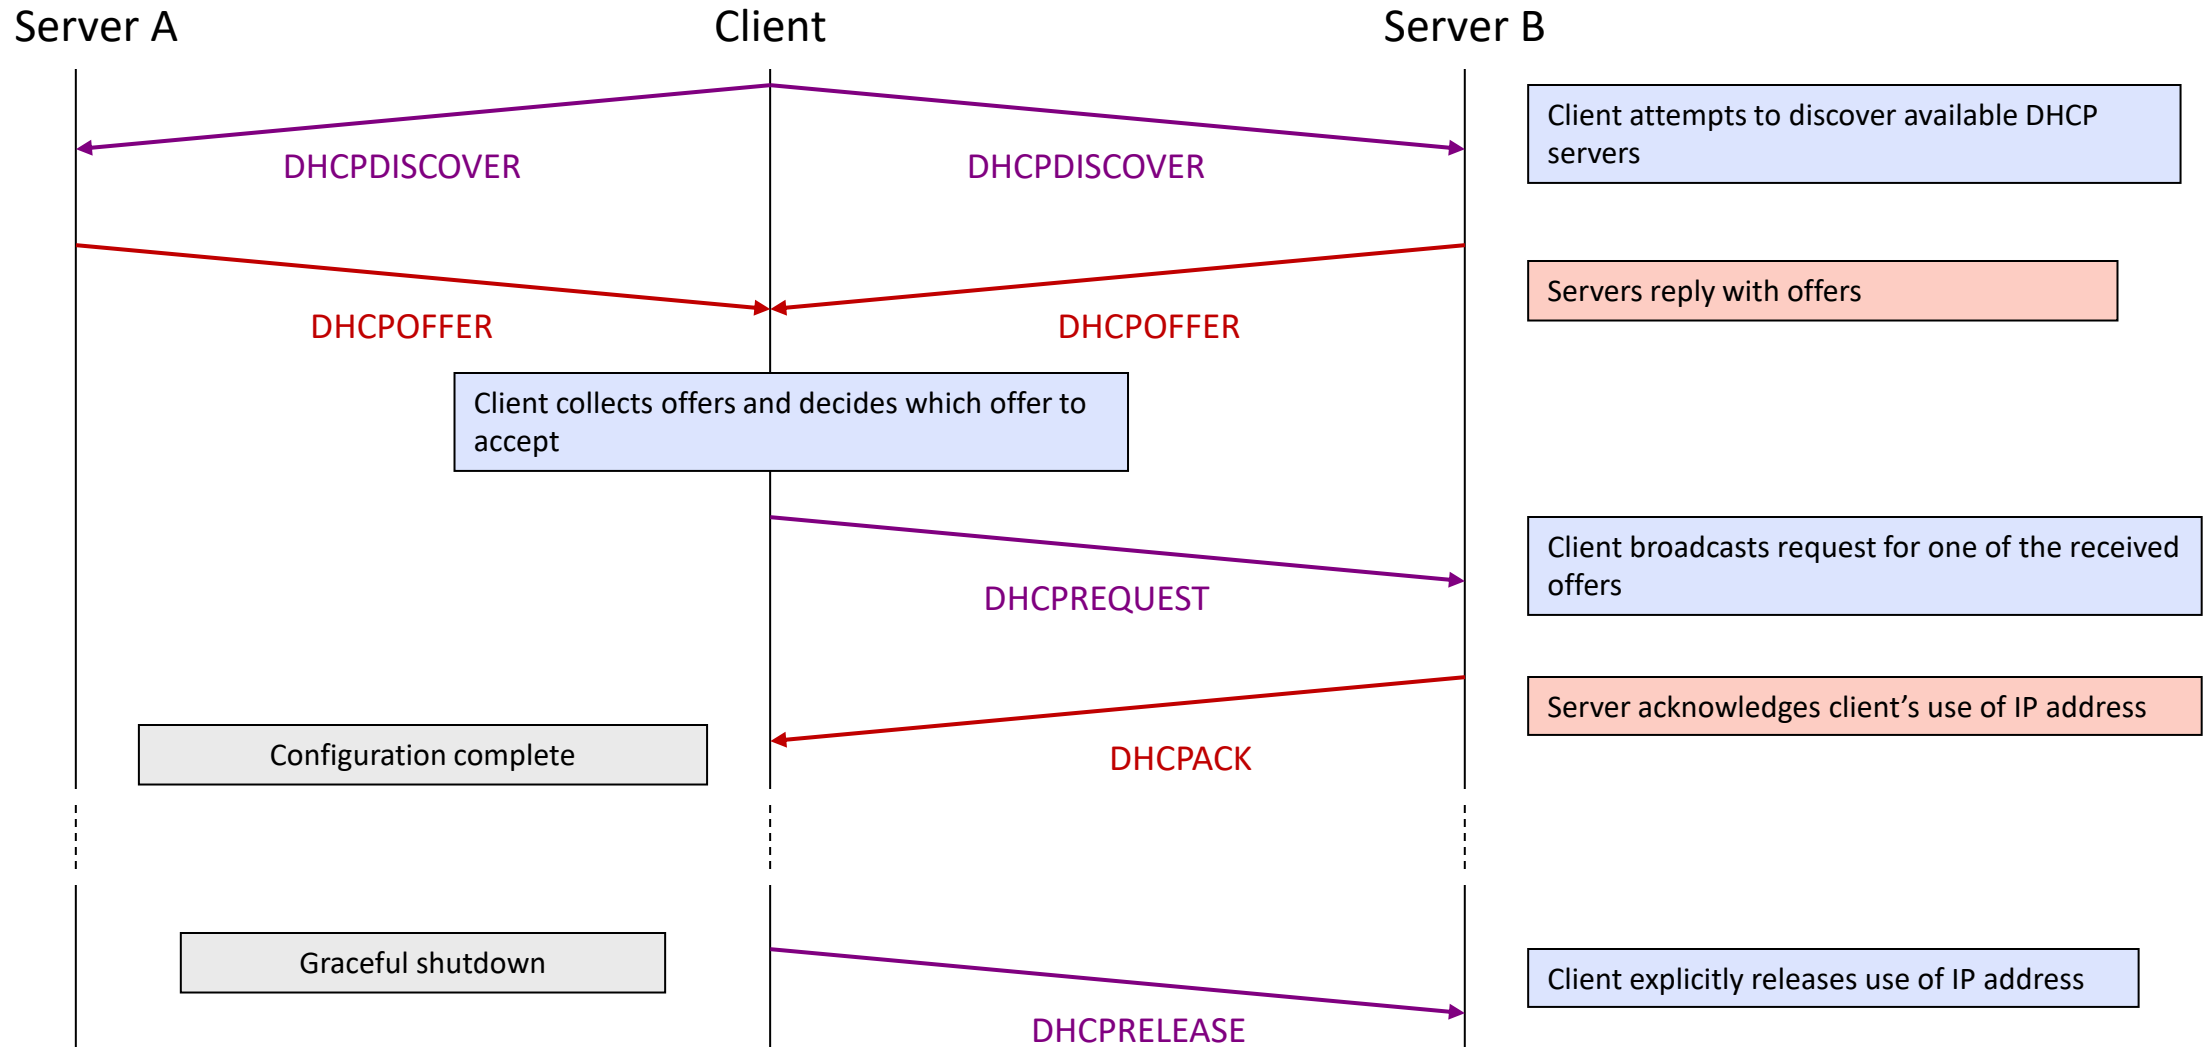 Server A
Client
Server B
Client attempts to discover available DHCP
servers
DHCPDISCOVER
DHCPDISCOVER
Servers reply with offers
DHCPOFFER
DHCPOFFER
Client collects offers and decides which offer to
accept
Client broadcasts request for one of the received
offers
DHCPREQUEST
Server acknowledges client’s use of IP address
Configuration complete
DHCPACK
Graceful shutdown
Client explicitly releases use of IP address
DHCPRELEASE